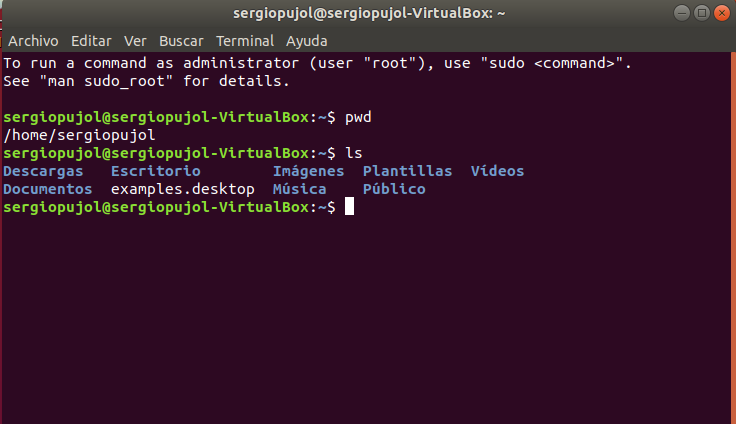 sergiopujol@sergiopujol-VirtualBox: ~
Archivo Editar Ver Buscar Terminal Ayuda
To run a command as administrator (user "root"), use "sudo <command>".
See "man sudo_root" for details.
sergiopujol@sergiopujol-VirtualBox:~$ pwd
/home/sergiopujol
sergiopujol@sergiopujol-VirtualBox:~$ ls
Descargas Escritorio Imágenes Plantillas Vídeos
Documentos examples.desktop Música Público
sergiopujol@sergiopujol-VirtualBox:~$